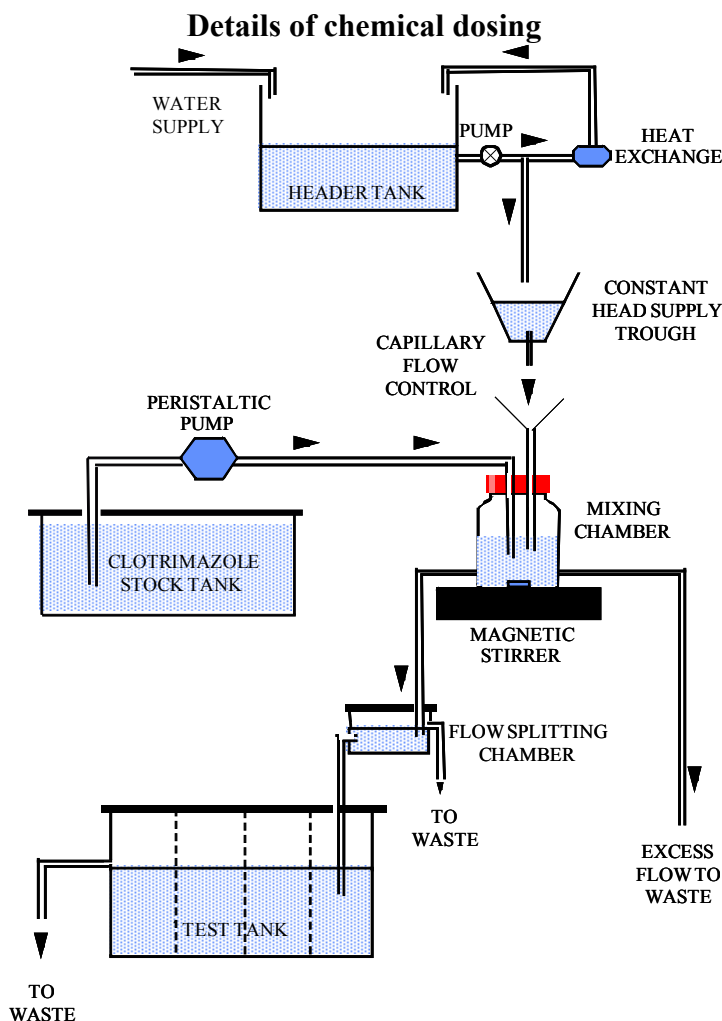 Details of chemical dosing
WATER
SUPPLY
PUMP
HEAT
EXCHANGE
HEADER TANK
CONSTANT
HEAD SUPPLY
TROUGH
CAPILLARY
FLOW
CONTROL
PERISTALTIC
PUMP
MIXING
CHAMBER
CLOTRIMAZOLE
STOCK TANK
MAGNETIC
STIRRER
FLOW SPLITTING
CHAMBER
TO
WASTE
EXCESS
FLOW TO
WASTE
TEST TANK
TO
WASTE